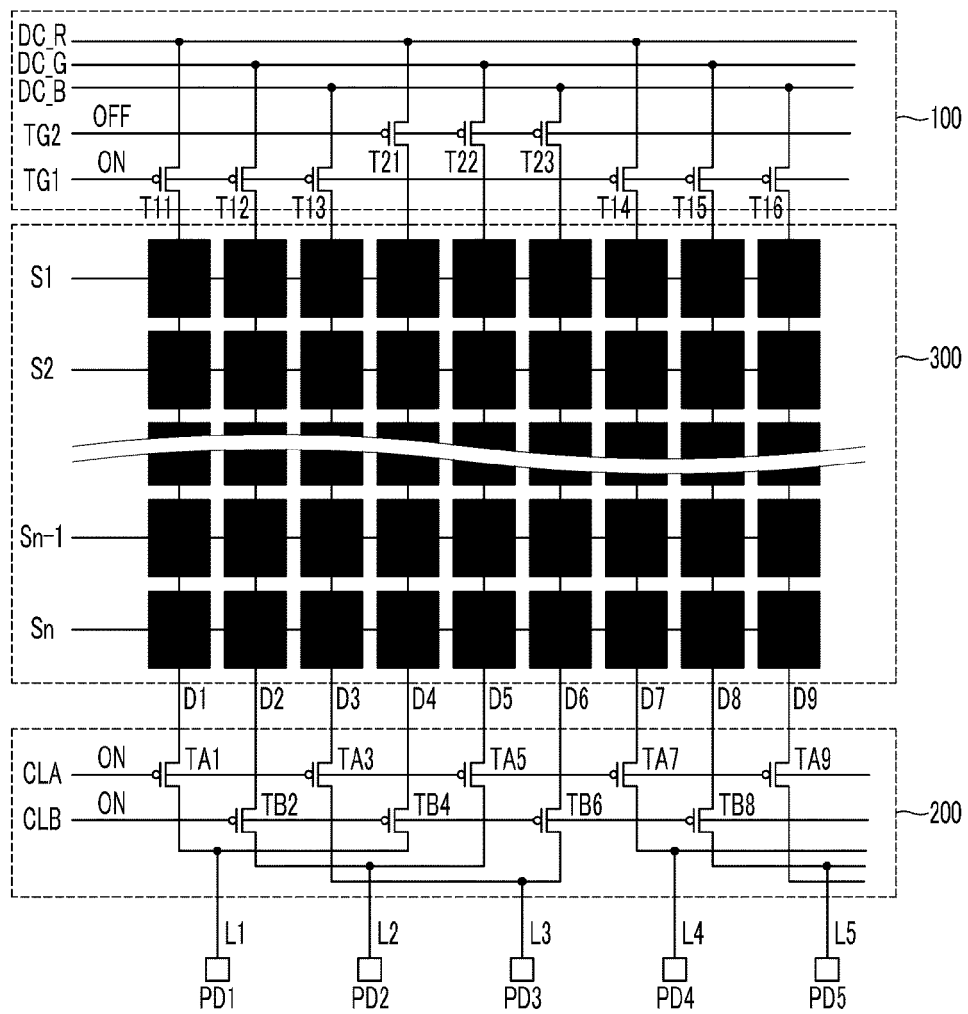 DC_R
DC_G
DC_B
OFF
TG2
T21 T22 T23
100
ON
TG1
T11 T12 T13 T14 T15 T16
S1
S2
300
Sn-1
Sn
D1 D2 D3 D4 D5 D6 D7 D8 D9
ON
CLA TA1 TA3 TA5 TA7 TA9
ON
CLB TB2 TB4 TB6 TB8
200
L1 L2 L3 L4 L5
PD1 PD2 PD3 PD4 PD5